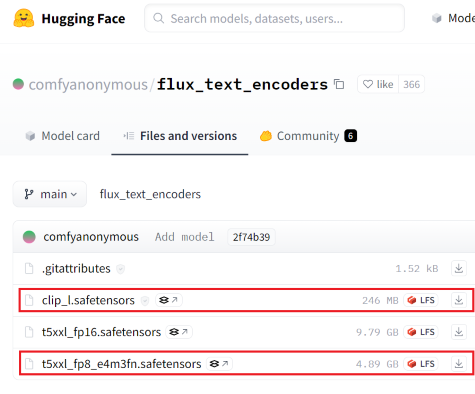 Hugging Face
Search models, datasets, users...
Mode
comfyanonymous/flux_text_encoders
like 366
Model card
Files and versions
Community 6
main
flux_text_encoders
comfyanonymous Add model 2f74b39
.gitattributes 1.52 kB
clip_l.safetensors 246 MB LFS
t5xxl_fp16.safetensors 9.79 GB LFS
t5xxl_fp8_e4m3fn.safetensors 4.89 GB LFS